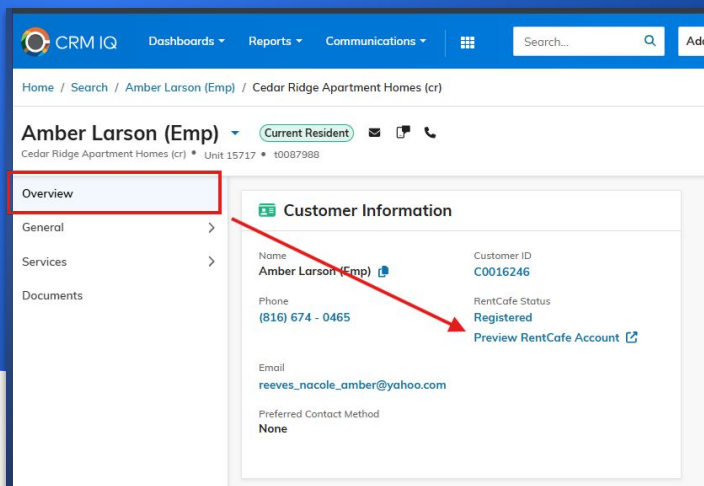 CRM IQ Dashboards Reports Communications Search...
Home / Search / Amber Larson (Emp) / Cedar Ridge Apartment Homes (cr)
Amber Larson (Emp) Current Resident
Cedar Ridge Apartment Homes (cr) • Unit 15717 • t0087988
Overview
General
Services
Documents
Customer Information
Name
Amber Larson (Emp)
Customer ID
C0016246
Phone
(816) 674 - 0465
RentCafe Status
Registered
Preview RentCafe Account
Email
reeves_nacole_amber@yahoo.com
Preferred Contact Method
None